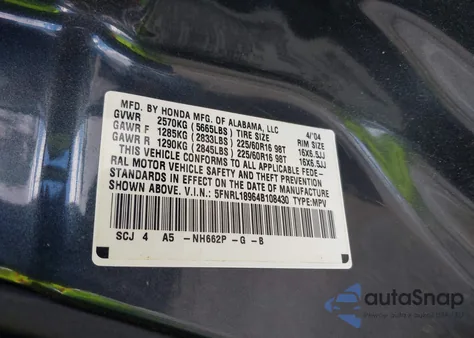 MFD. BY HONDA MFG. OF ALABAMA, LLC 4/'04
GVWR 2570KG (5665LBS) TIRE SIZE RIM SIZE
GAWR F 1285KG (2833LBS) 225/60R16 98T 16X6.5JJ
GAWR R 1290KG (2845LBS) 225/60R16 98T 16X6.5JJ
THIS VEHICLE CONFORMS TO ALL APPLICABLE FEDE-
RAL MOTOR VEHICLE SAFETY AND THEFT PREVENTION
STANDARDS IN EFFECT ON THE DATE OF MANUFACTURE
SHOWN ABOVE. V.I.N.: 5FNRL18964B108430 TYPE:MPV
SCJ 4 A5 -NH662P -G -B
autoSnap